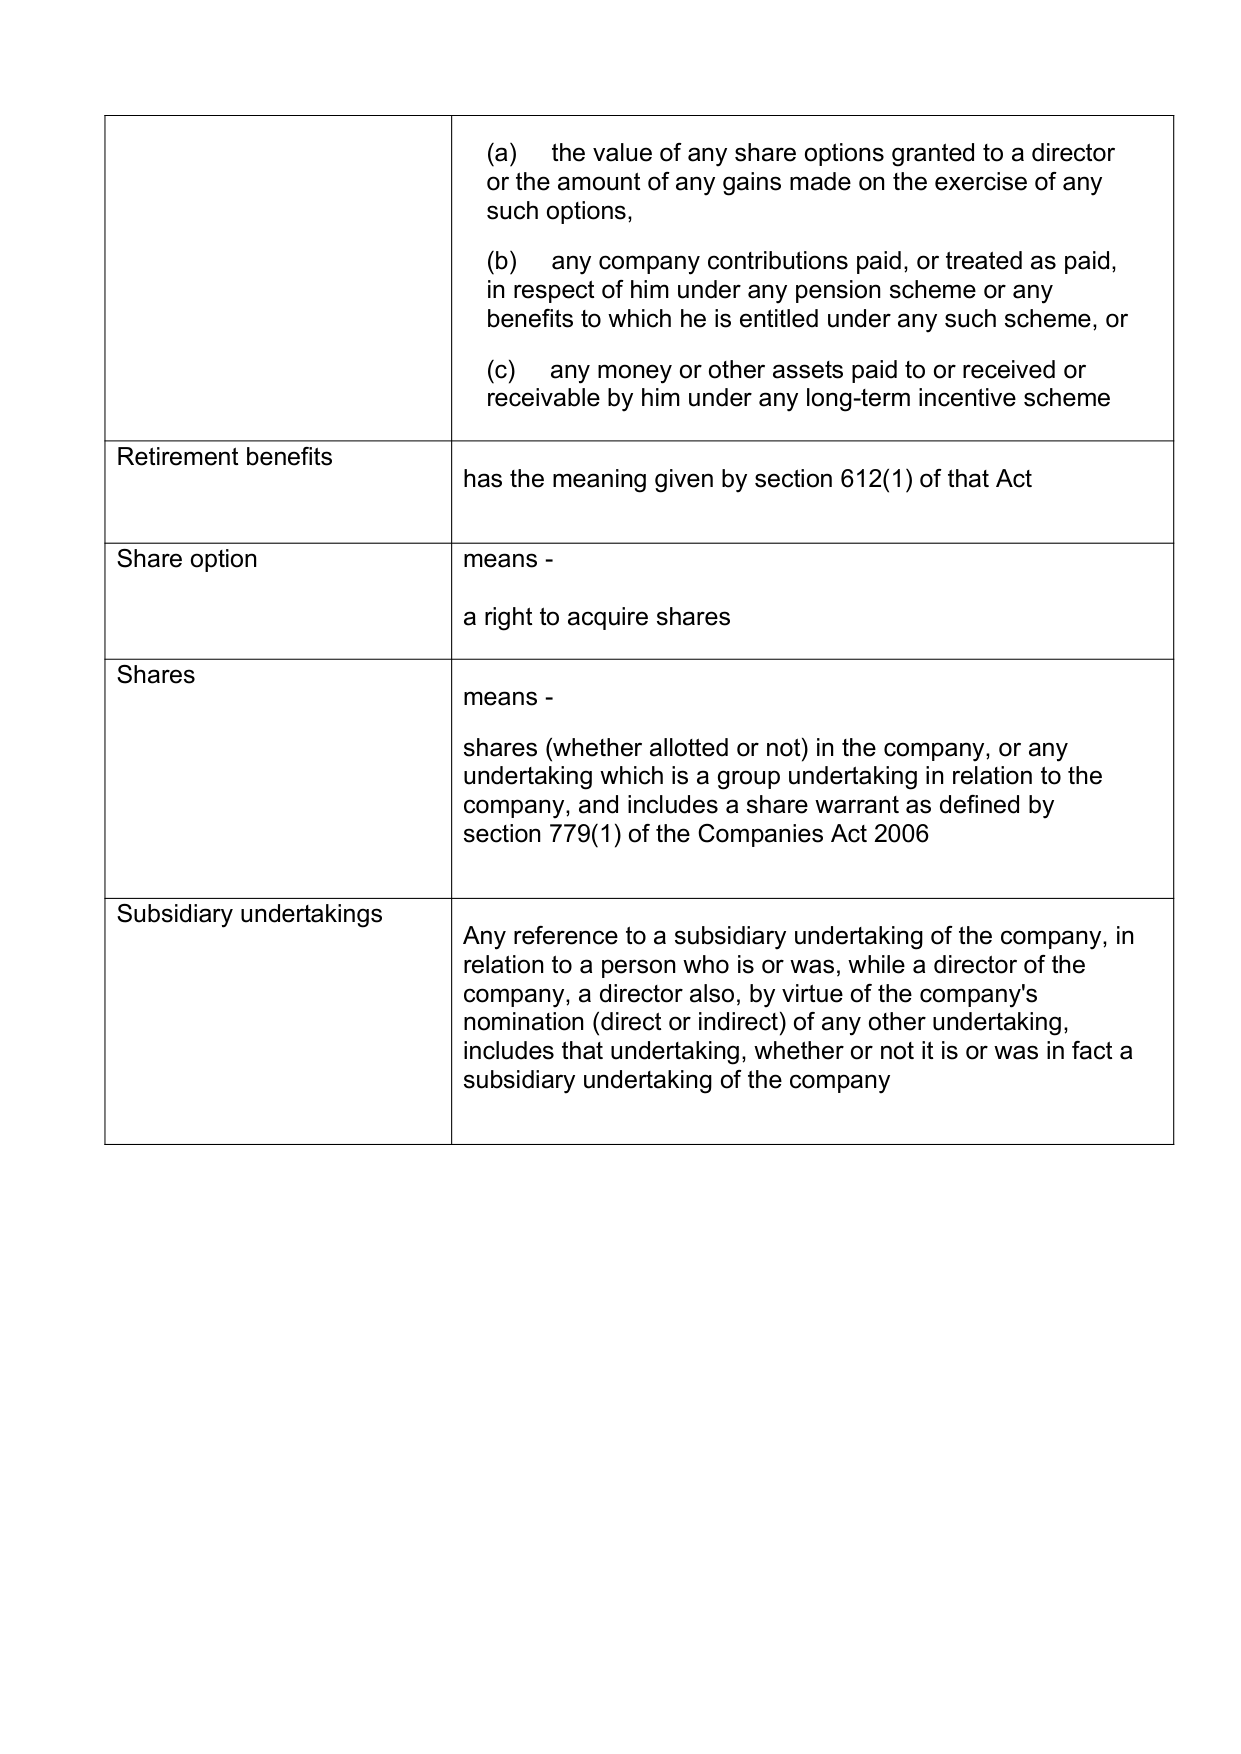 (a) the value of any share options granted to a director
or the amount of any gains made on the exercise of any
such options,
(b) any company contributions paid, or treated as paid,
in respect of him under any pension scheme or any
benefits to which he is entitled under any such scheme, or
(c) any money or other assets paid to or received or
receivable by him under any long-term incentive scheme
Retirement benefits
has the meaning given by section 612(1) of that Act
Share option
means -
a right to acquire shares
Shares
means -
shares (whether allotted or not) in the company, or any
undertaking which is a group undertaking in relation to the
company, and includes a share warrant as defined by
section 779(1) of the Companies Act 2006
Subsidiary undertakings
Any reference to a subsidiary undertaking of the company, in
relation to a person who is or was, while a director of the
company, a director also, by virtue of the company's
nomination (direct or indirect) of any other undertaking,
includes that undertaking, whether or not it is or was in fact a
subsidiary undertaking of the company